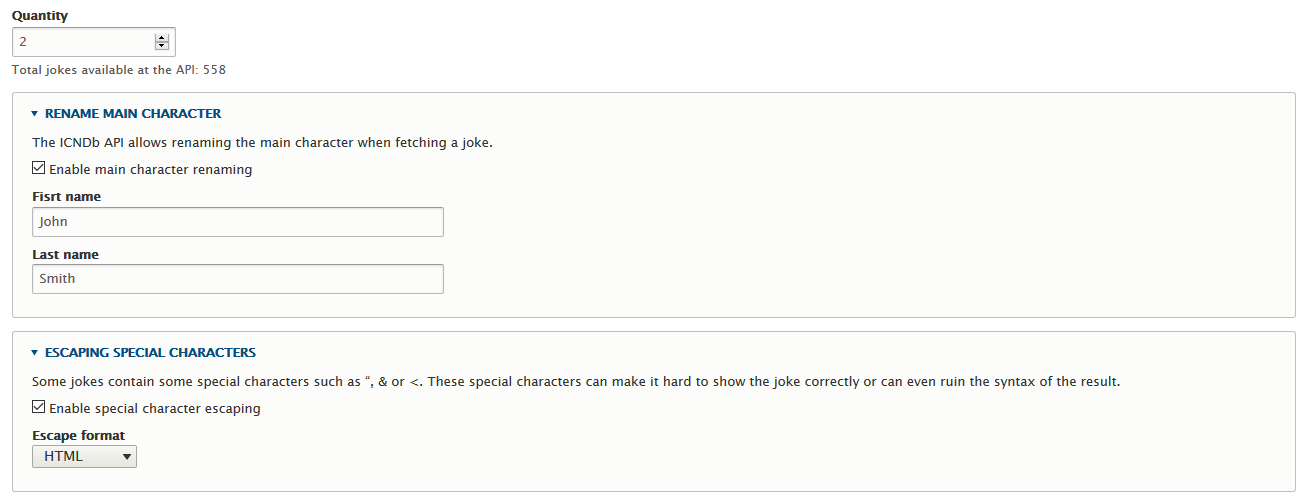 Quantity
2
Total jokes available at the API: 558
RENAME MAIN CHARACTER
The ICNDb API allows renaming the main character when fetching a joke.
Enable main character renaming
Fisrt name
John
Last name
Smith
ESCAPING SPECIAL CHARACTERS
Some jokes contain some special characters such as “, & or <. These special characters can make it hard to show the joke correctly or can even ruin the syntax of the result.
Enable special character escaping
Escape format
HTML